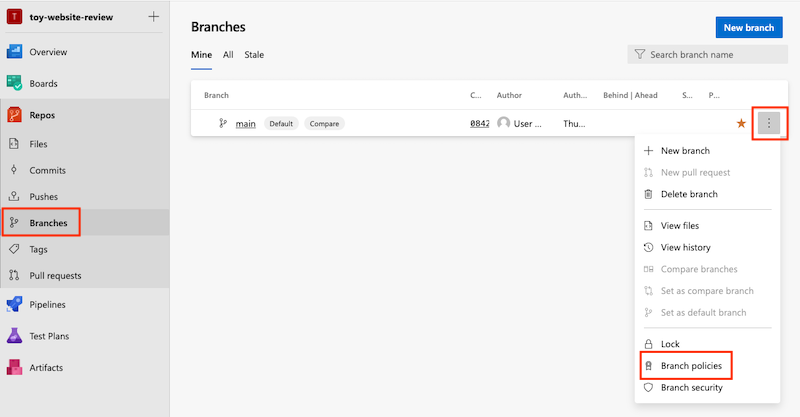 T toy-website-review
Overview
Boards
Repos
Files
Commits
Pushes
Branches
Tags
Pull requests
Pipelines
Test Plans
Artifacts
Branches
New branch
Mine All Stale
Search branch name
Branch C... Author Auth... Behind | Ahead S... P...
main Default Compare 0842 User ... Thu...
New branch
New pull request
Delete branch
View files
View history
Compare branches
Set as compare branch
Set as default branch
Lock
Branch policies
Branch security